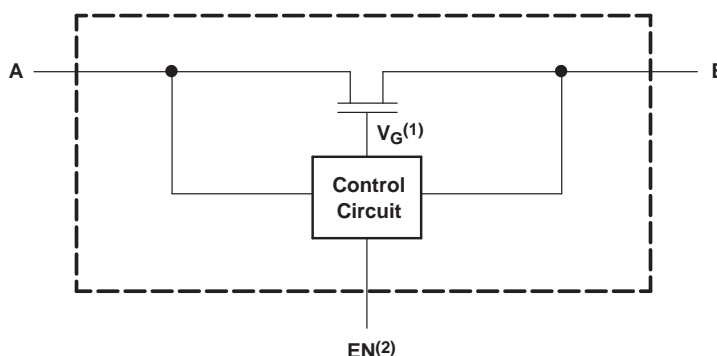 A
B
VG(1)
Control
Circuit
EN(2)